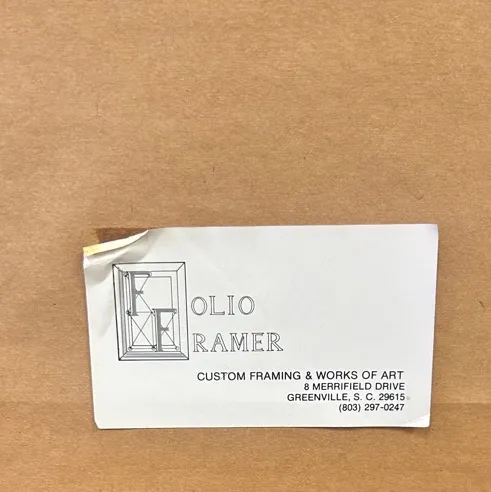 FOLIO
FRAMER
CUSTOM FRAMING & WORKS OF ART
8 MERRIFIELD DRIVE
GREENVILLE, S. C. 29615
(803) 297-0247